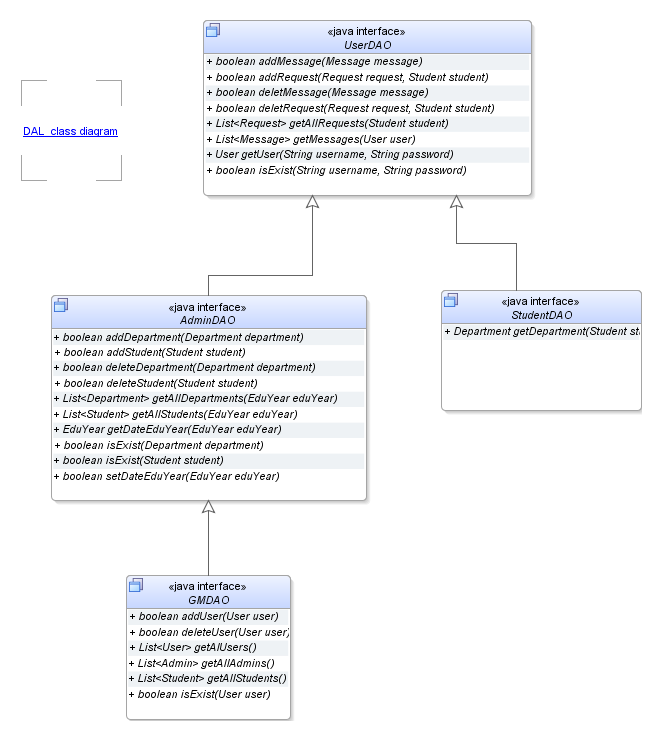 «java interface»
UserDAO
+ boolean addMessage(Message message)
+ boolean addRequest(Request request, Student student)
+ boolean deletMessage(Message message)
+ boolean deletRequest(Request request, Student student)
+ List<Request> getAllRequests(Student student)
+ List<Message> getMessages(User user)
+ User getUser(String username, String password)
+ boolean isExist(String username, String password)
DAL class diagram
«java interface»
AdminDAO
+ boolean addDepartment(Department department)
+ boolean addStudent(Student student)
+ boolean deleteDepartment(Department department)
+ boolean deleteStudent(Student student)
+ List<Department> getAllDepartments(EduYear eduYear)
+ List<Student> getAllStudents(EduYear eduYear)
+ EduYear getDateEduYear(EduYear eduYear)
+ boolean isExist(Department department)
+ boolean isExist(Student student)
+ boolean setDateEduYear(EduYear eduYear)
«java interface»
StudentDAO
+ Department getDepartment(Student
«java interface»
GMDAO
+ boolean addUser(User user)
+ boolean deleteUser(User user)
+ List<User> getAlUsers()
+ List<Admin> getAllAdmins()
+ List<Student> getAllStudents()
+ boolean isExist(User user)